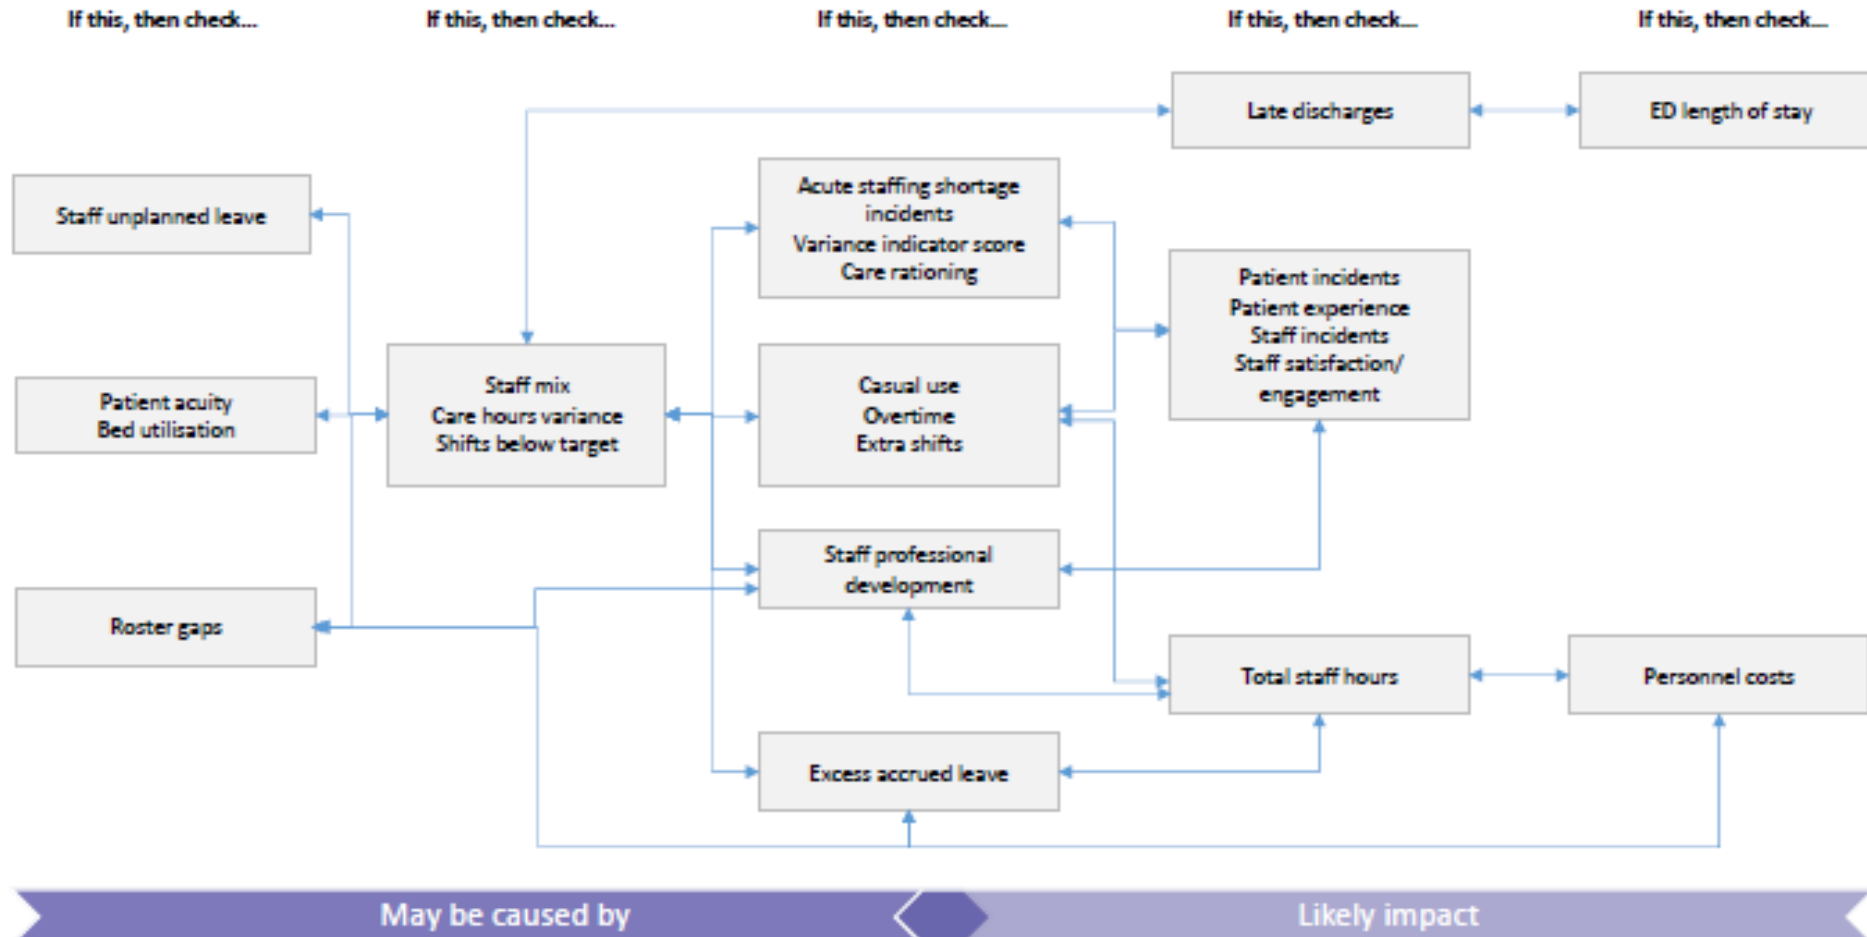 If this, then check...
If this, then check...
If this, then check...
If this, then check...
If this, then check...
Late discharges
ED length of stay
Staff unplanned leave
Acute staffing shortage
incidents
Variance indicator score
Care rationing
Patient incidents
Patient experience
Staff incidents
Staff satisfaction/
engagement
Patient acuity
Bed utilisation
Staff mix
Care hours variance
Shifts below target
Casual use
Overtime
Extra shifts
Staff professional
development
Roster gaps
Total staff hours
Personnel costs
Excess accrued leave
May be caused by
Likely impact